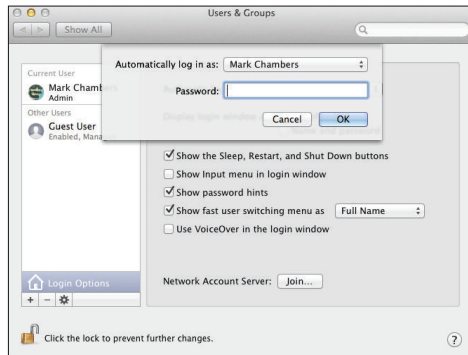 Users & Groups
Show All
Automatically log in as: Mark Chambers
Password:
Cancel OK
Current User
Mark Chamb
Admin
Other Users
Guest User
Enabled, Mana
Show the Sleep, Restart, and Shut Down buttons
Show Input menu in login window
Show password hints
Show fast user switching menu as Full Name
Use VoiceOver in the login window
Login Options
Network Account Server: Join...
+ −
Click the lock to prevent further changes.
?